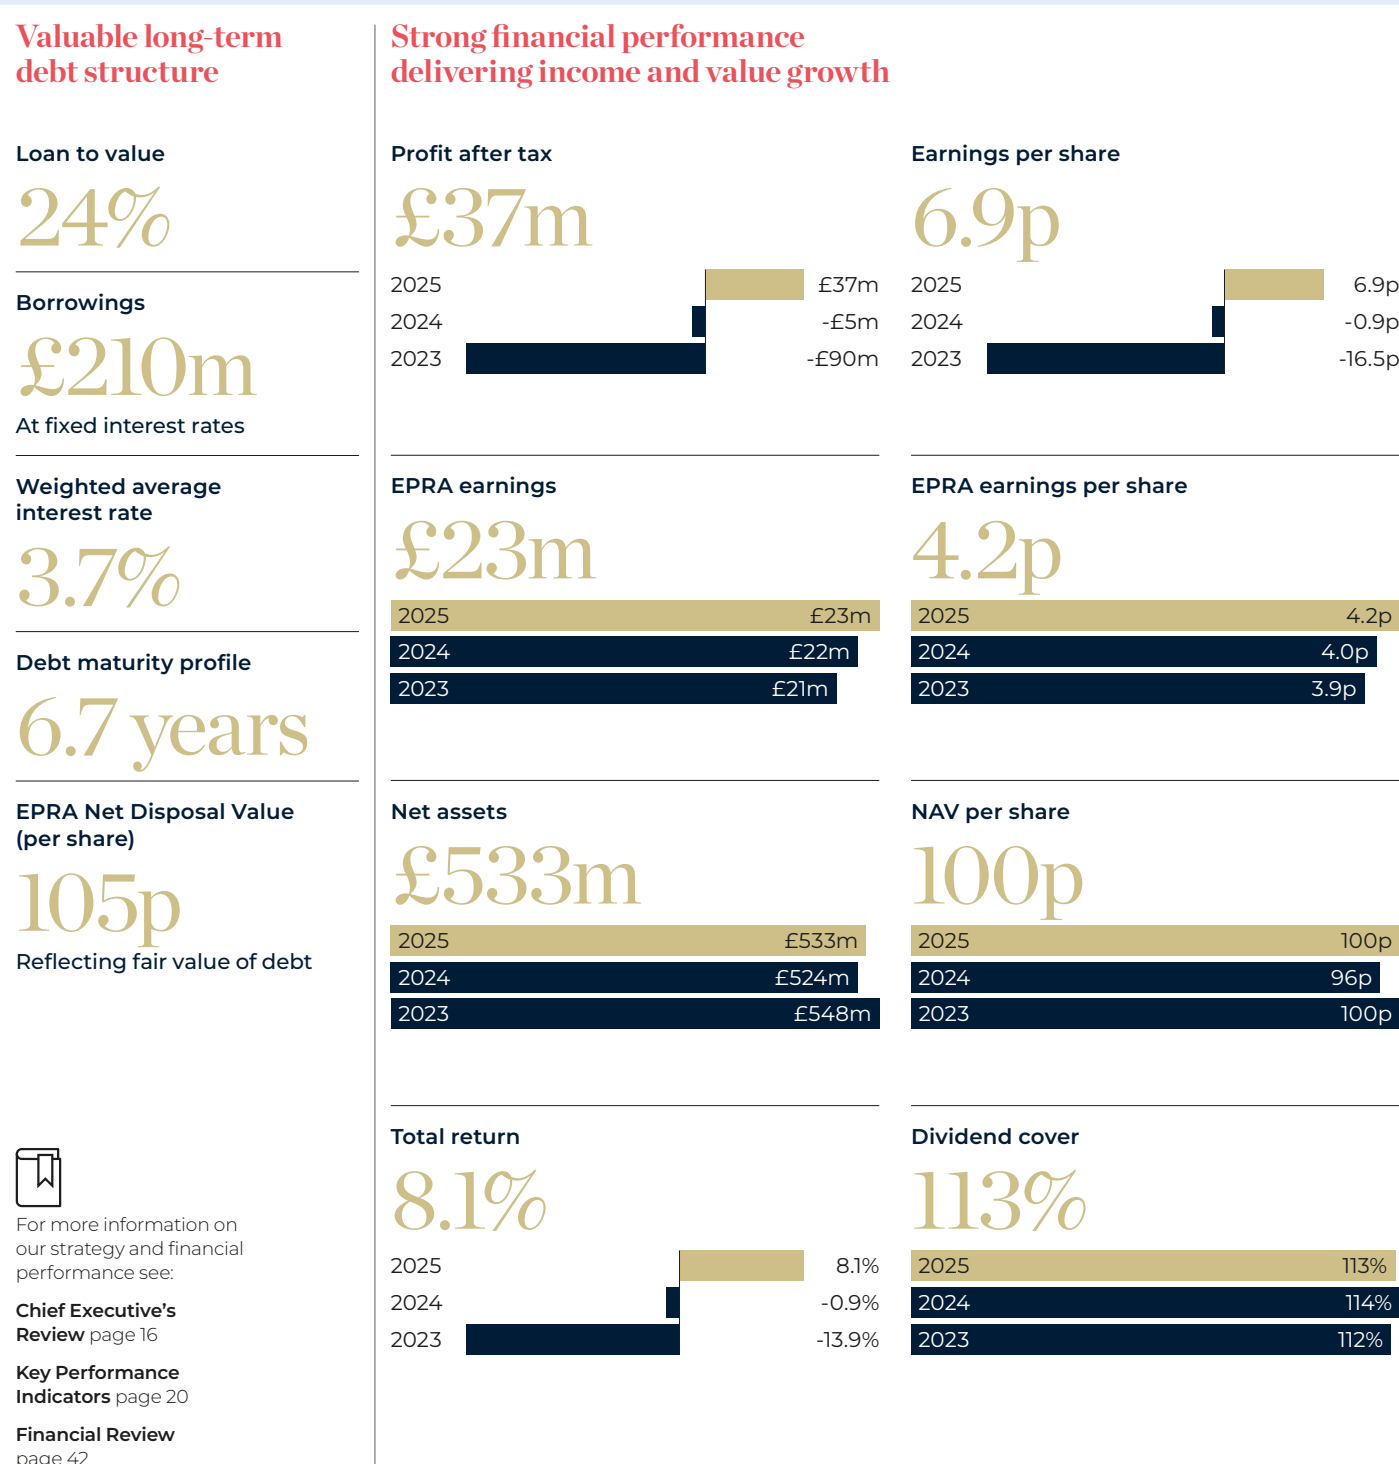 Valuable long-term
debt structure
Loan to value
24%
Borrowings
£210m
At fixed interest rates
Weighted average
interest rate
3.7%
Debt maturity profile
6.7 years
EPRA Net Disposal Value
(per share)
105p
Reflecting fair value of debt
For more information on
our strategy and financial
performance see:
Chief Executive's
Review page 16
Key Performance
Indicators page 20
Financial Review
page 42
Strong financial performance
delivering income and value growth
Profit after tax
£37m
2025 £37m
2024 -£5m
2023 -£90m
Earnings per share
6.9p
2025 6.9p
2024 -0.9p
2023 -16.5p
EPRA earnings
£23m
2025 £23m
2024 £22m
2023 £21m
EPRA earnings per share
4.2p
2025 4.2p
2024 4.0p
2023 3.9p
Net assets
£533m
2025 £533m
2024 £524m
2023 £548m
NAV per share
100p
2025 100p
2024 96p
2023 100p
Total return
8.1%
2025 8.1%
2024 -0.9%
2023 -13.9%
Dividend cover
113%
2025 113%
2024 114%
2023 112%